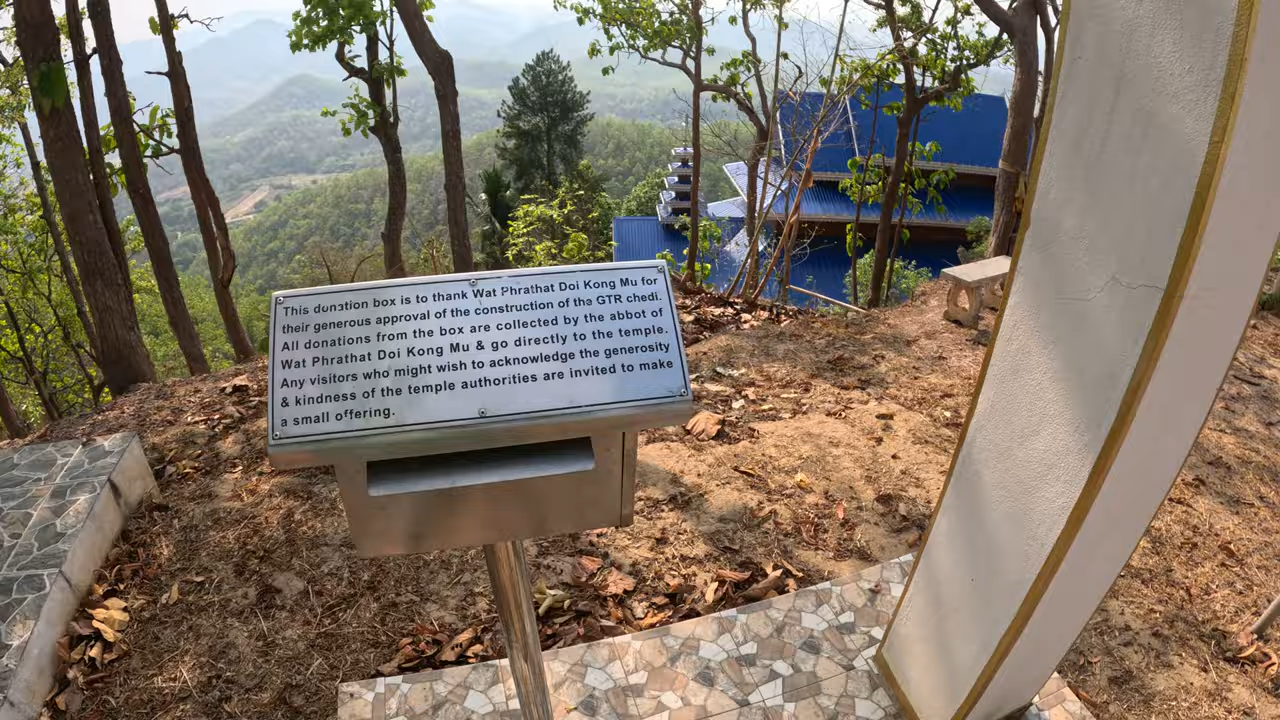 This donation box is to thank Wat Phrathat Doi Kong Mu for
their generous approval of the construction of the GTR chedi.
All donations from the box are collected by the abbot of
Wat Phrathat Doi Kong Mu & go directly to the temple.
Any visitors who might wish to acknowledge the generosity
& kindness of the temple authorities are invited to make
a small offering.